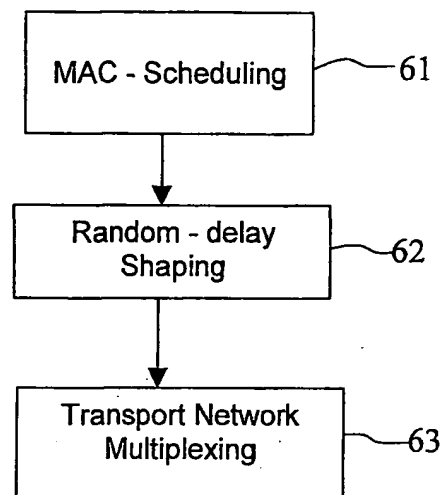 MAC - Scheduling
61
Random - delay
Shaping
62
Transport Network
Multiplexing
63